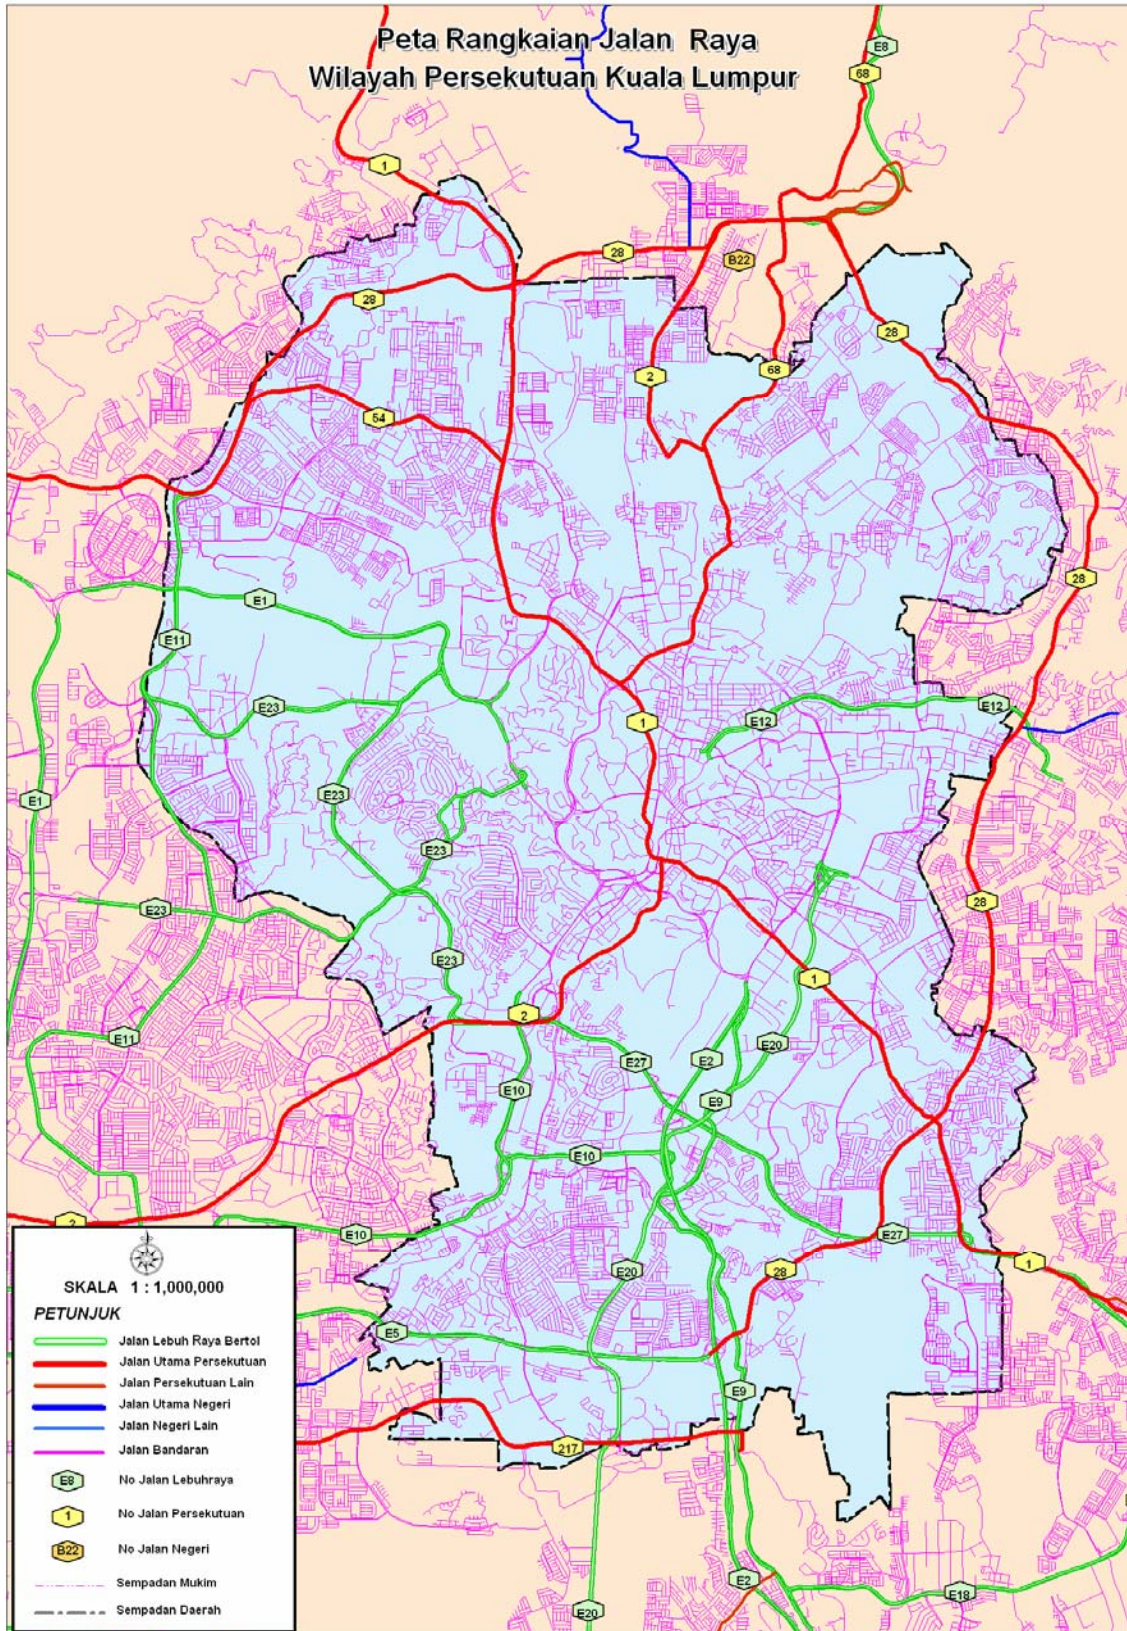 Peta Rangkaian Jalan Raya
Wilayah Persekutuan Kuala Lumpur
E8
68
1
28
B22
28
28
2
68
54
28
E1
E11
E23
E12
E12
1
E1
E23
E23
28
E23
E23
1
2
E11
E20
E27
E2
E10
E9
E10
2
E10
E27
1
E20
28
E5
E9
217
E2
E18
E20
SKALA 1 : 1,000,000
PETUNJUK
Jalan Lebuh Raya Bertol
Jalan Utama Persekutuan
Jalan Persekutuan Lain
Jalan Utama Negeri
Jalan Negeri Lain
Jalan Bandaran
E8 No Jalan Lebuhraya
1 No Jalan Persekutuan
B22 No Jalan Negeri
Sempadan Mukim
Sempadan Daerah